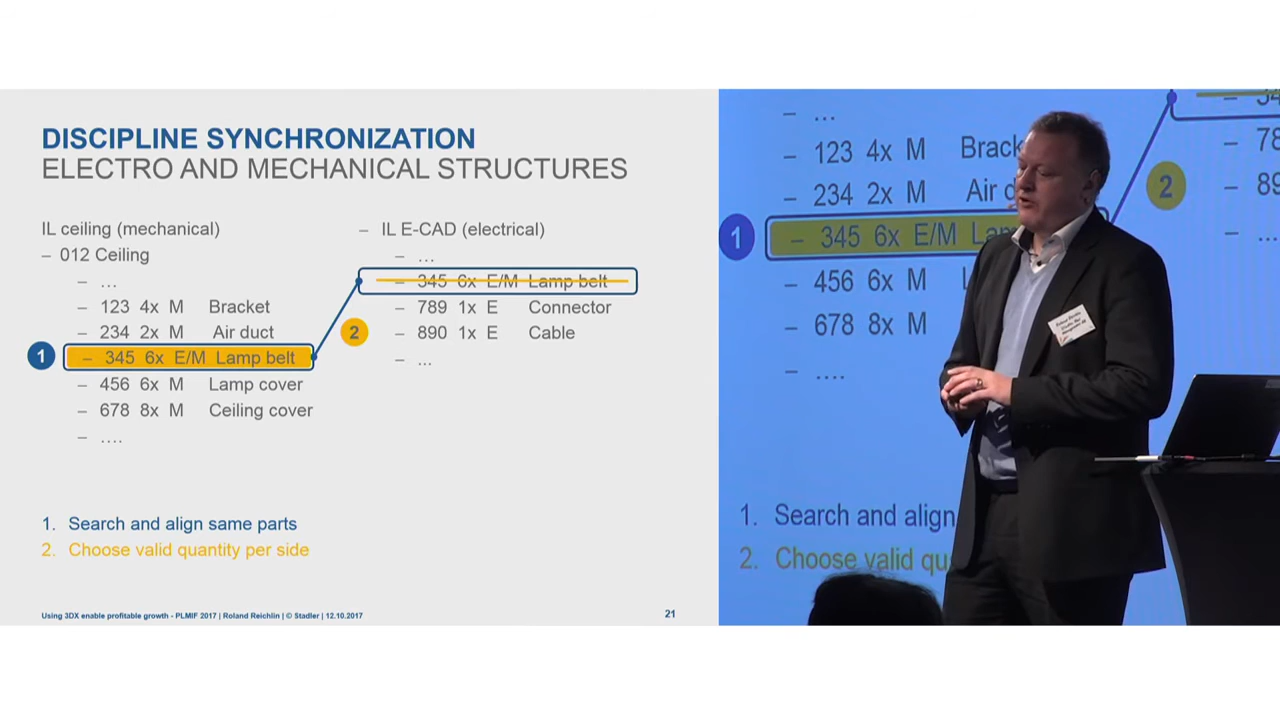 DISCIPLINE SYNCHRONIZATION
ELECTRO AND MECHANICAL STRUCTURES
IL ceiling (mechanical)
– 012 Ceiling
– ...
– 123 4x M Bracket
– 234 2x M Air duct
1 – 345 6x E/M Lamp belt
– 456 6x M Lamp cover
– 678 8x M Ceiling cover
– ....
– IL E-CAD (electrical)
– ...
– 345 6x E/M Lamp belt
– 789 1x E Connector
2 – 890 1x E Cable
– ...
1. Search and align same parts
2. Choose valid quantity per side
Using 3DX enable profitable growth - PLMIF 2017 | Roland Reichlin | © Stadler | 12.10.2017
21
– ...
– 123 4x M Brack
– 234 2x M Air d
1 – 345 6x E/M Lam
– 456 6x M L
– 678 8x M
– ....
– 34
– 78
2 – 89
– ...
1. Search and align
2. Choose valid qu